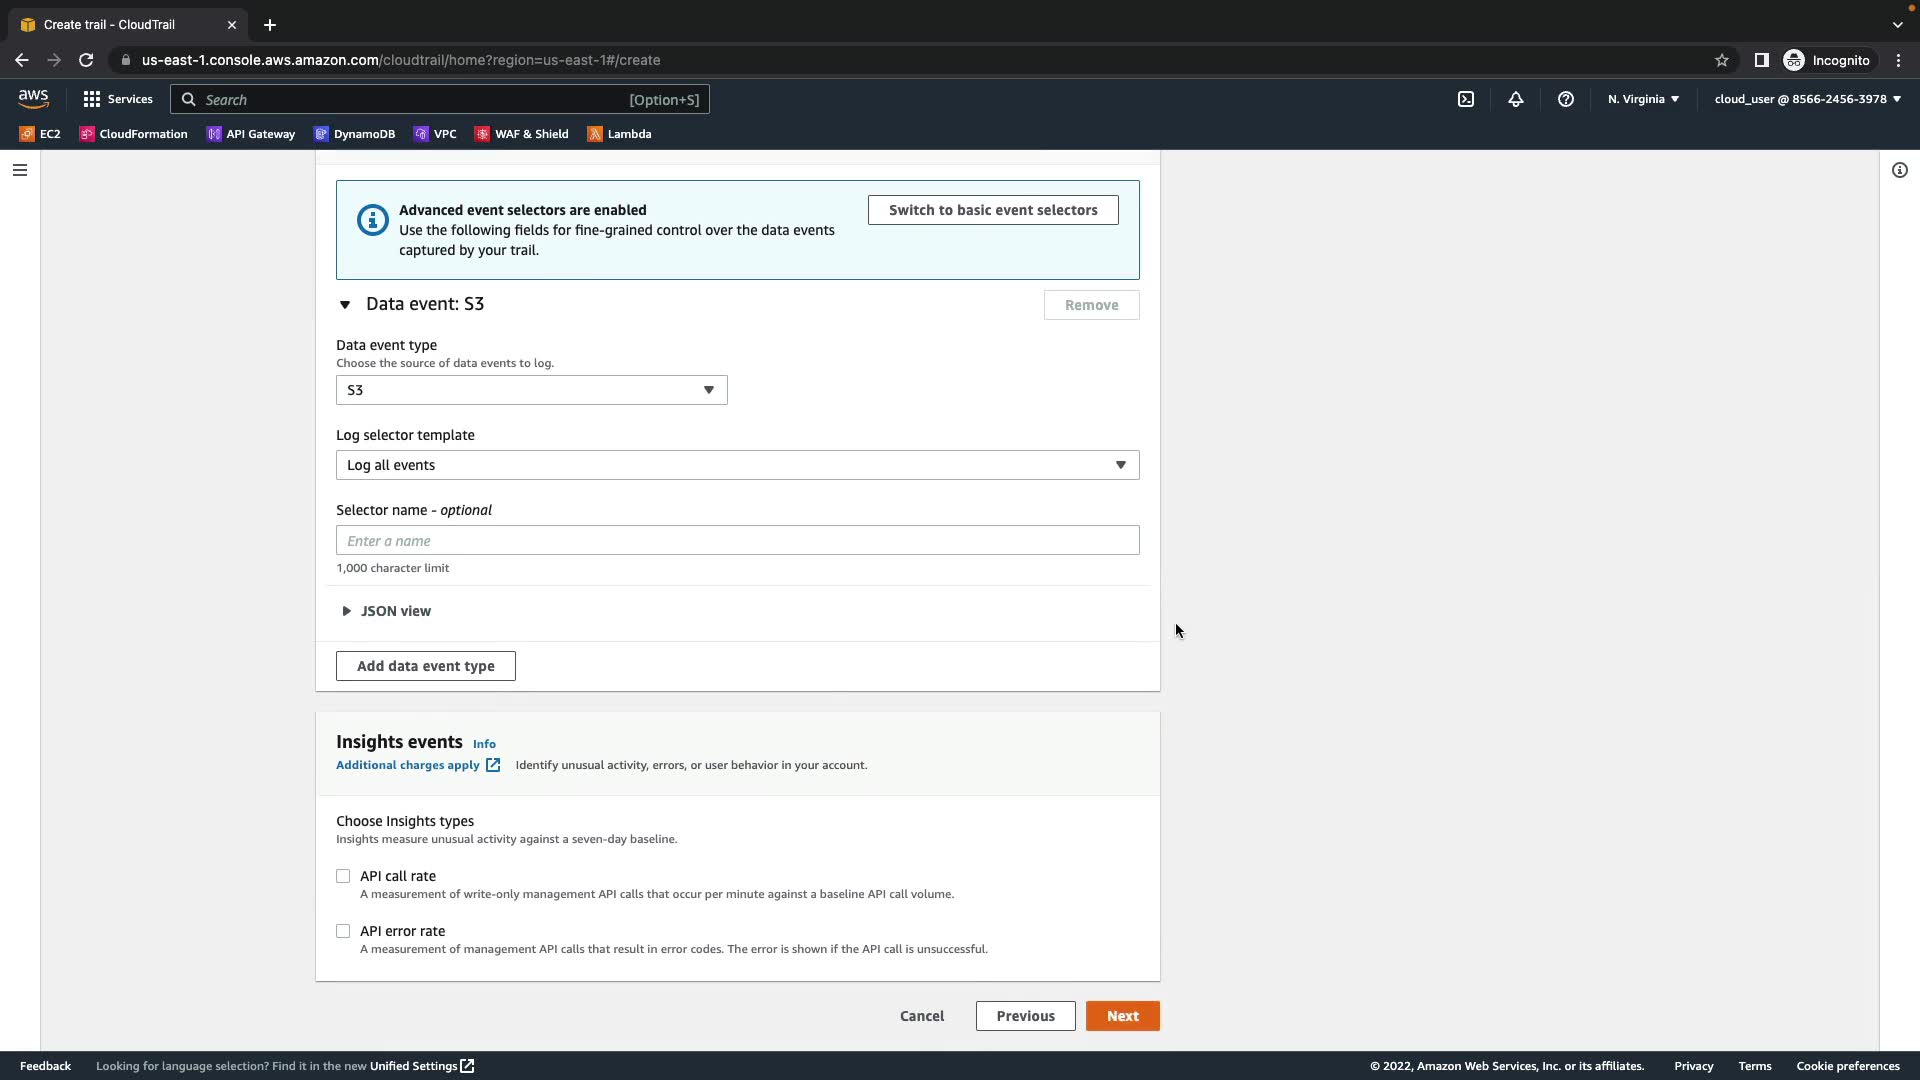 Create trail - CloudTrail
us-east-1.console.aws.amazon.com/cloudtrail/home?region=us-east-1#/create
Incognito
aws
Services
Search
[Option+S]
N. Virginia
cloud_user @ 8566-2456-3978
EC2
CloudFormation
API Gateway
DynamoDB
VPC
WAF & Shield
Lambda
Advanced event selectors are enabled
Use the following fields for fine-grained control over the data events
captured by your trail.
Switch to basic event selectors
Data event: S3
Remove
Data event type
Choose the source of data events to log.
S3
Log selector template
Log all events
Selector name - optional
Enter a name
1,000 character limit
JSON view
Add data event type
Insights events Info
Additional charges apply Identify unusual activity, errors, or user behavior in your account.
Choose Insights types
Insights measure unusual activity against a seven-day baseline.
API call rate
A measurement of write-only management API calls that occur per minute against a baseline API call volume.
API error rate
A measurement of management API calls that result in error codes. The error is shown if the API call is unsuccessful.
Cancel
Previous
Next
Feedback
Looking for language selection? Find it in the new Unified Settings
© 2022, Amazon Web Services, Inc. or its affiliates.
Privacy
Terms
Cookie preferences